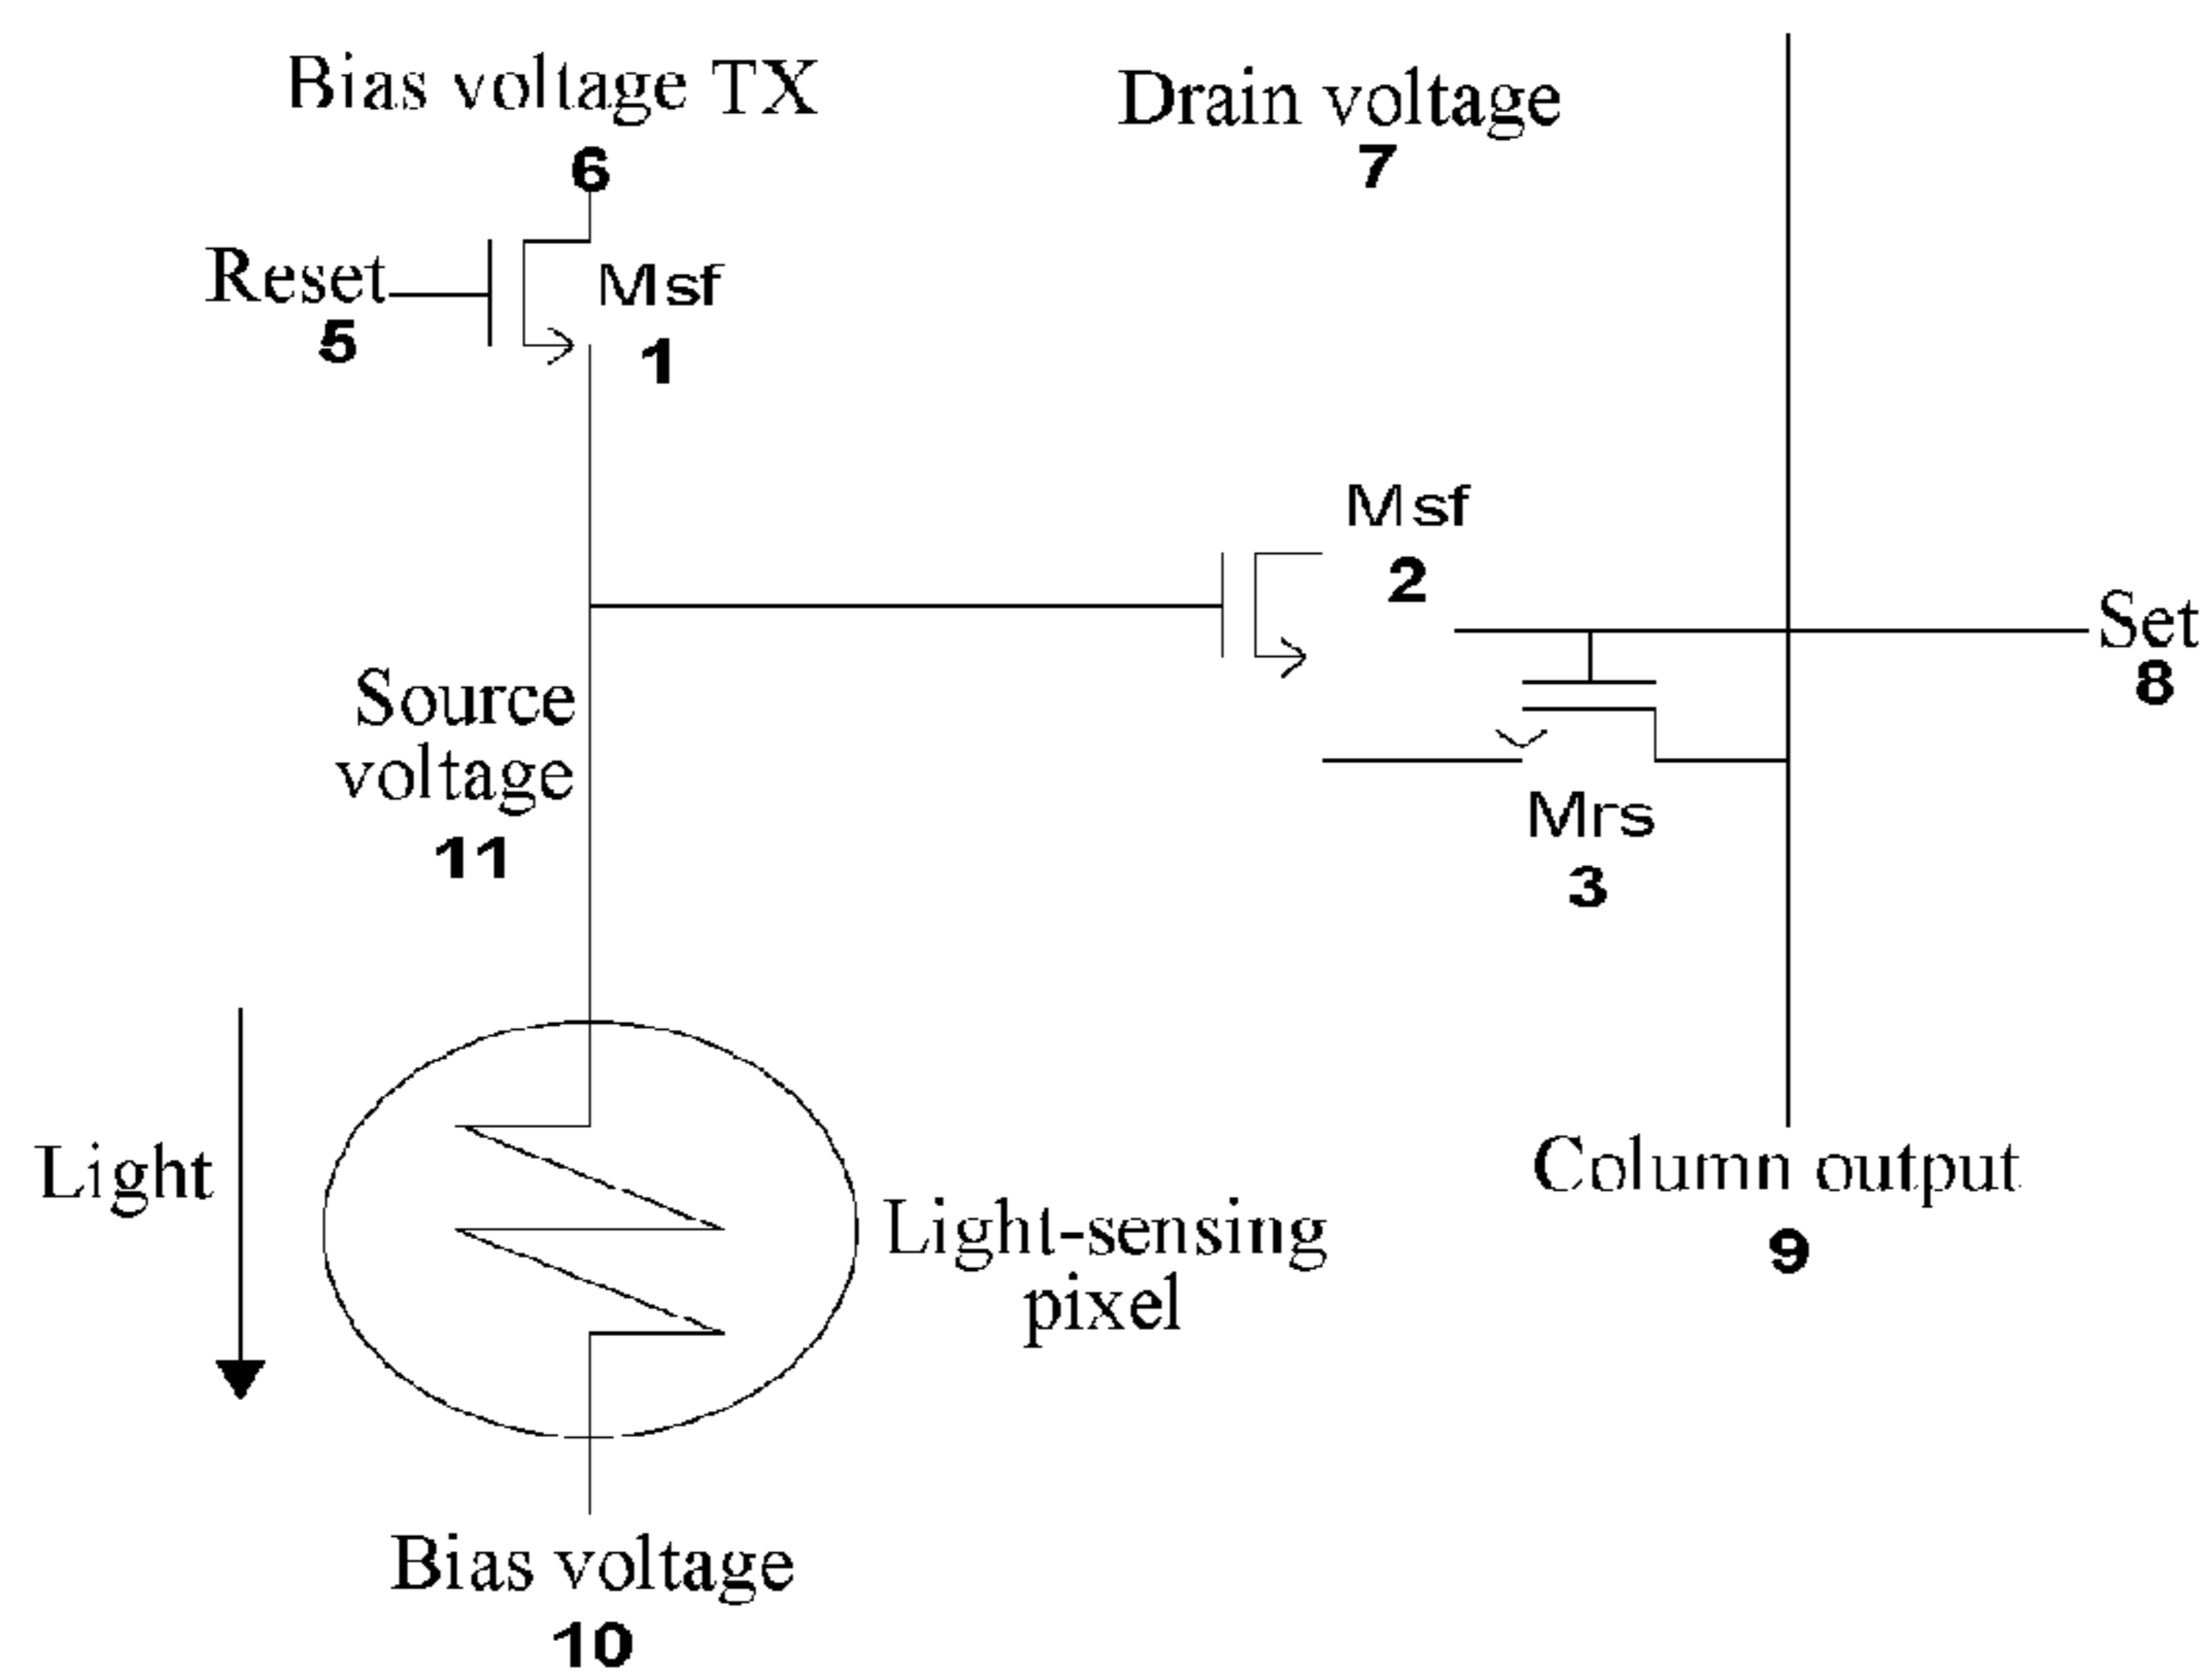 Bias voltage TX
6
Drain voltage
7
Reset
5
Msf
1
Msf
2
Set
8
Source
voltage
11
Mrs
3
Light
Light-sensing
pixel
Column output
9
Bias voltage
10